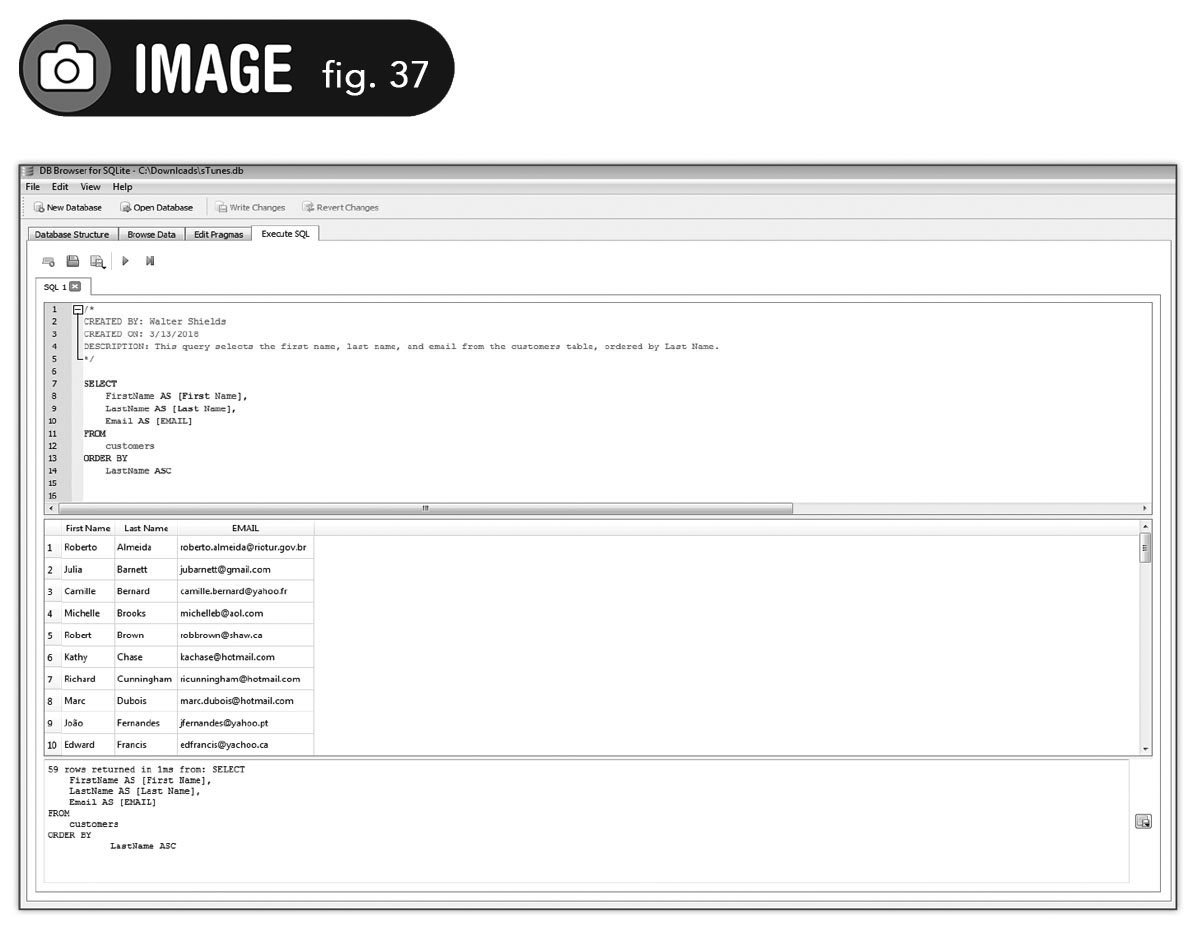 IMAGE fig. 37
DB Browser for SQLite - C:\Downloads\sTunes.db
File Edit View Help
New Database Open Database Write Changes Revert Changes
Database Structure Browse Data Edit Pragmas Execute SQL
SQL 1
1 /*
2 CREATED BY: Walter Shields
3 CREATED ON: 3/13/2018
4 DESCRIPTION: This query selects the first name, last name, and email from the customers table, ordered by Last Name.
5 */
6
7 SELECT
8 FirstName AS [First Name],
9 LastName AS [Last Name],
10 Email AS [EMAIL]
11 FROM
12 customers
13 ORDER BY
14 LastName ASC
15
16
First Name Last Name EMAIL
1 Roberto Almeida roberto.almeida@riotur.gov.br
2 Julia Barnett jubarnett@gmail.com
3 Camille Bernard camille.bernard@yahoo.fr
4 Michelle Brooks michelleb@aol.com
5 Robert Brown robbrown@shaw.ca
6 Kathy Chase kachase@hotmail.com
7 Richard Cunningham ricunningham@hotmail.com
8 Marc Dubois marc.dubois@hotmail.com
9 João Fernandes jfernandes@yahoo.pt
10 Edward Francis edfrancis@yachoo.ca
59 rows returned in 1ms from: SELECT
FirstName AS [First Name],
LastName AS [Last Name],
Email AS [EMAIL]
FROM
customers
ORDER BY
LastName ASC